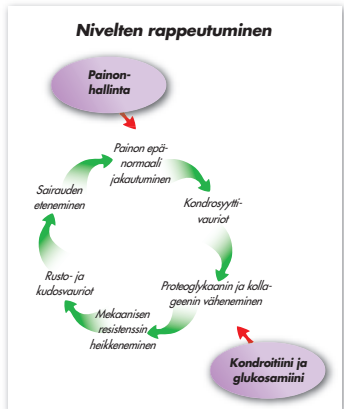 Nivelten rappeutuminen
Painon-
hallinta
Painon epä-
normaali
jakautuminen
Kondrosyytti-
vauriot
Proteoglykaanin ja kolla-
geenin väheneminen
Mekaanisen
resistenssin
heikkeneminen
Rusto- ja
kudosvauriot
Sairauden
eteneminen
Kondroitiini ja
glukosamiini